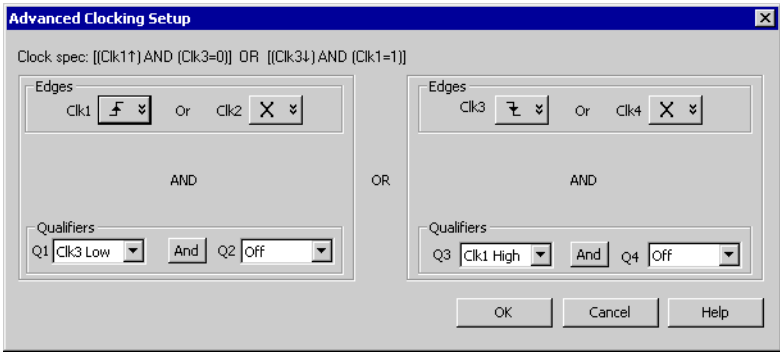 Advanced Clocking Setup
Clock spec: [(Clk1↑) AND (Clk3=0)] OR [(Clk3↓) AND (Clk1=1)]
Edges
Clk1 Or Clk2 X
AND
Qualifiers
Q1 Clk3 Low And Q2 Off
OR
Edges
Clk3 Or Clk4 X
AND
Qualifiers
Q3 Clk1 High And Q4 Off
OK Cancel Help